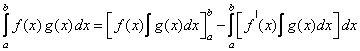 ∫_a^b f(x) g(x) dx = [ f(x) ∫ g(x) dx ]_a^b − ∫_a^b [ f^|(x) ∫ g(x) dx ] dx